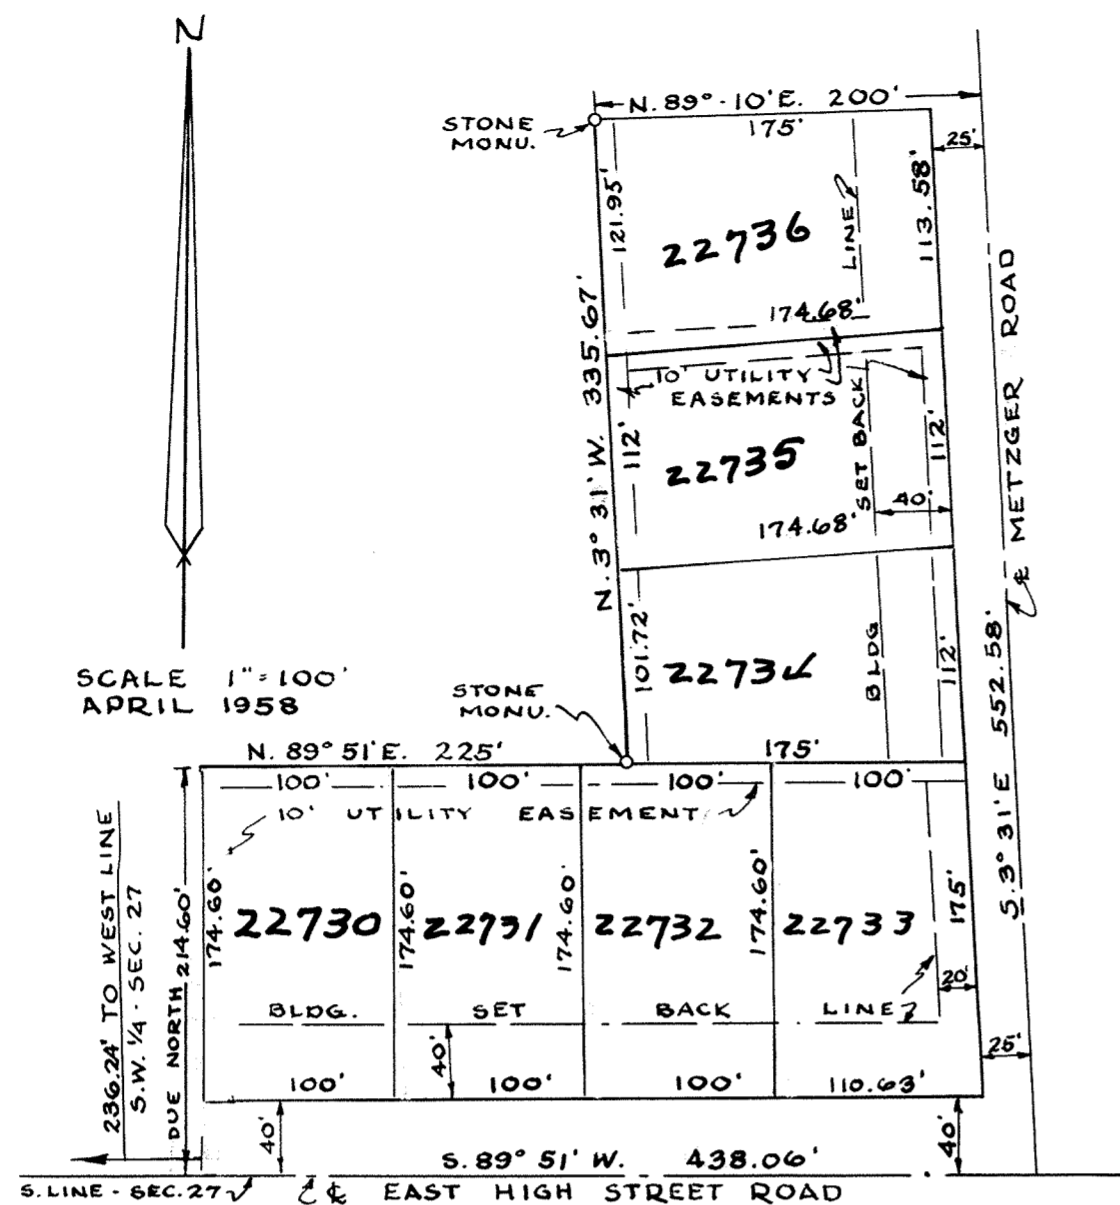 N
N. 89° - 10' E. 200'
STONE
MONU.
175'
25'
121.95'
22736
LINE
113.58'
174.68'
N. 3° 31' W. 335.67'
10' UTILITY
EASEMENTS
112'
22735
SET BACK
112'
40'
174.68'
℄ METZGER ROAD
101.72'
22734
BLDG
112'
SCALE 1" = 100'
APRIL 1958
STONE
MONU.
N. 89° 51' E. 225'
175'
100' 100' 100' 100'
10' UTILITY EASEMENT
S. 3° 31' E 552.58'
236.24' TO WEST LINE
S.W. 1/4 - SEC. 27
DUE NORTH 214.60'
174.60' 174.60' 174.60' 174.60' 175'
22730 22731 22732 22733
20'
BLDG. SET BACK LINE
40'
25'
100' 100' 100' 110.63'
40' 40'
S. 89° 51' W. 438.06'
S. LINE - SEC. 27 ℄ EAST HIGH STREET ROAD